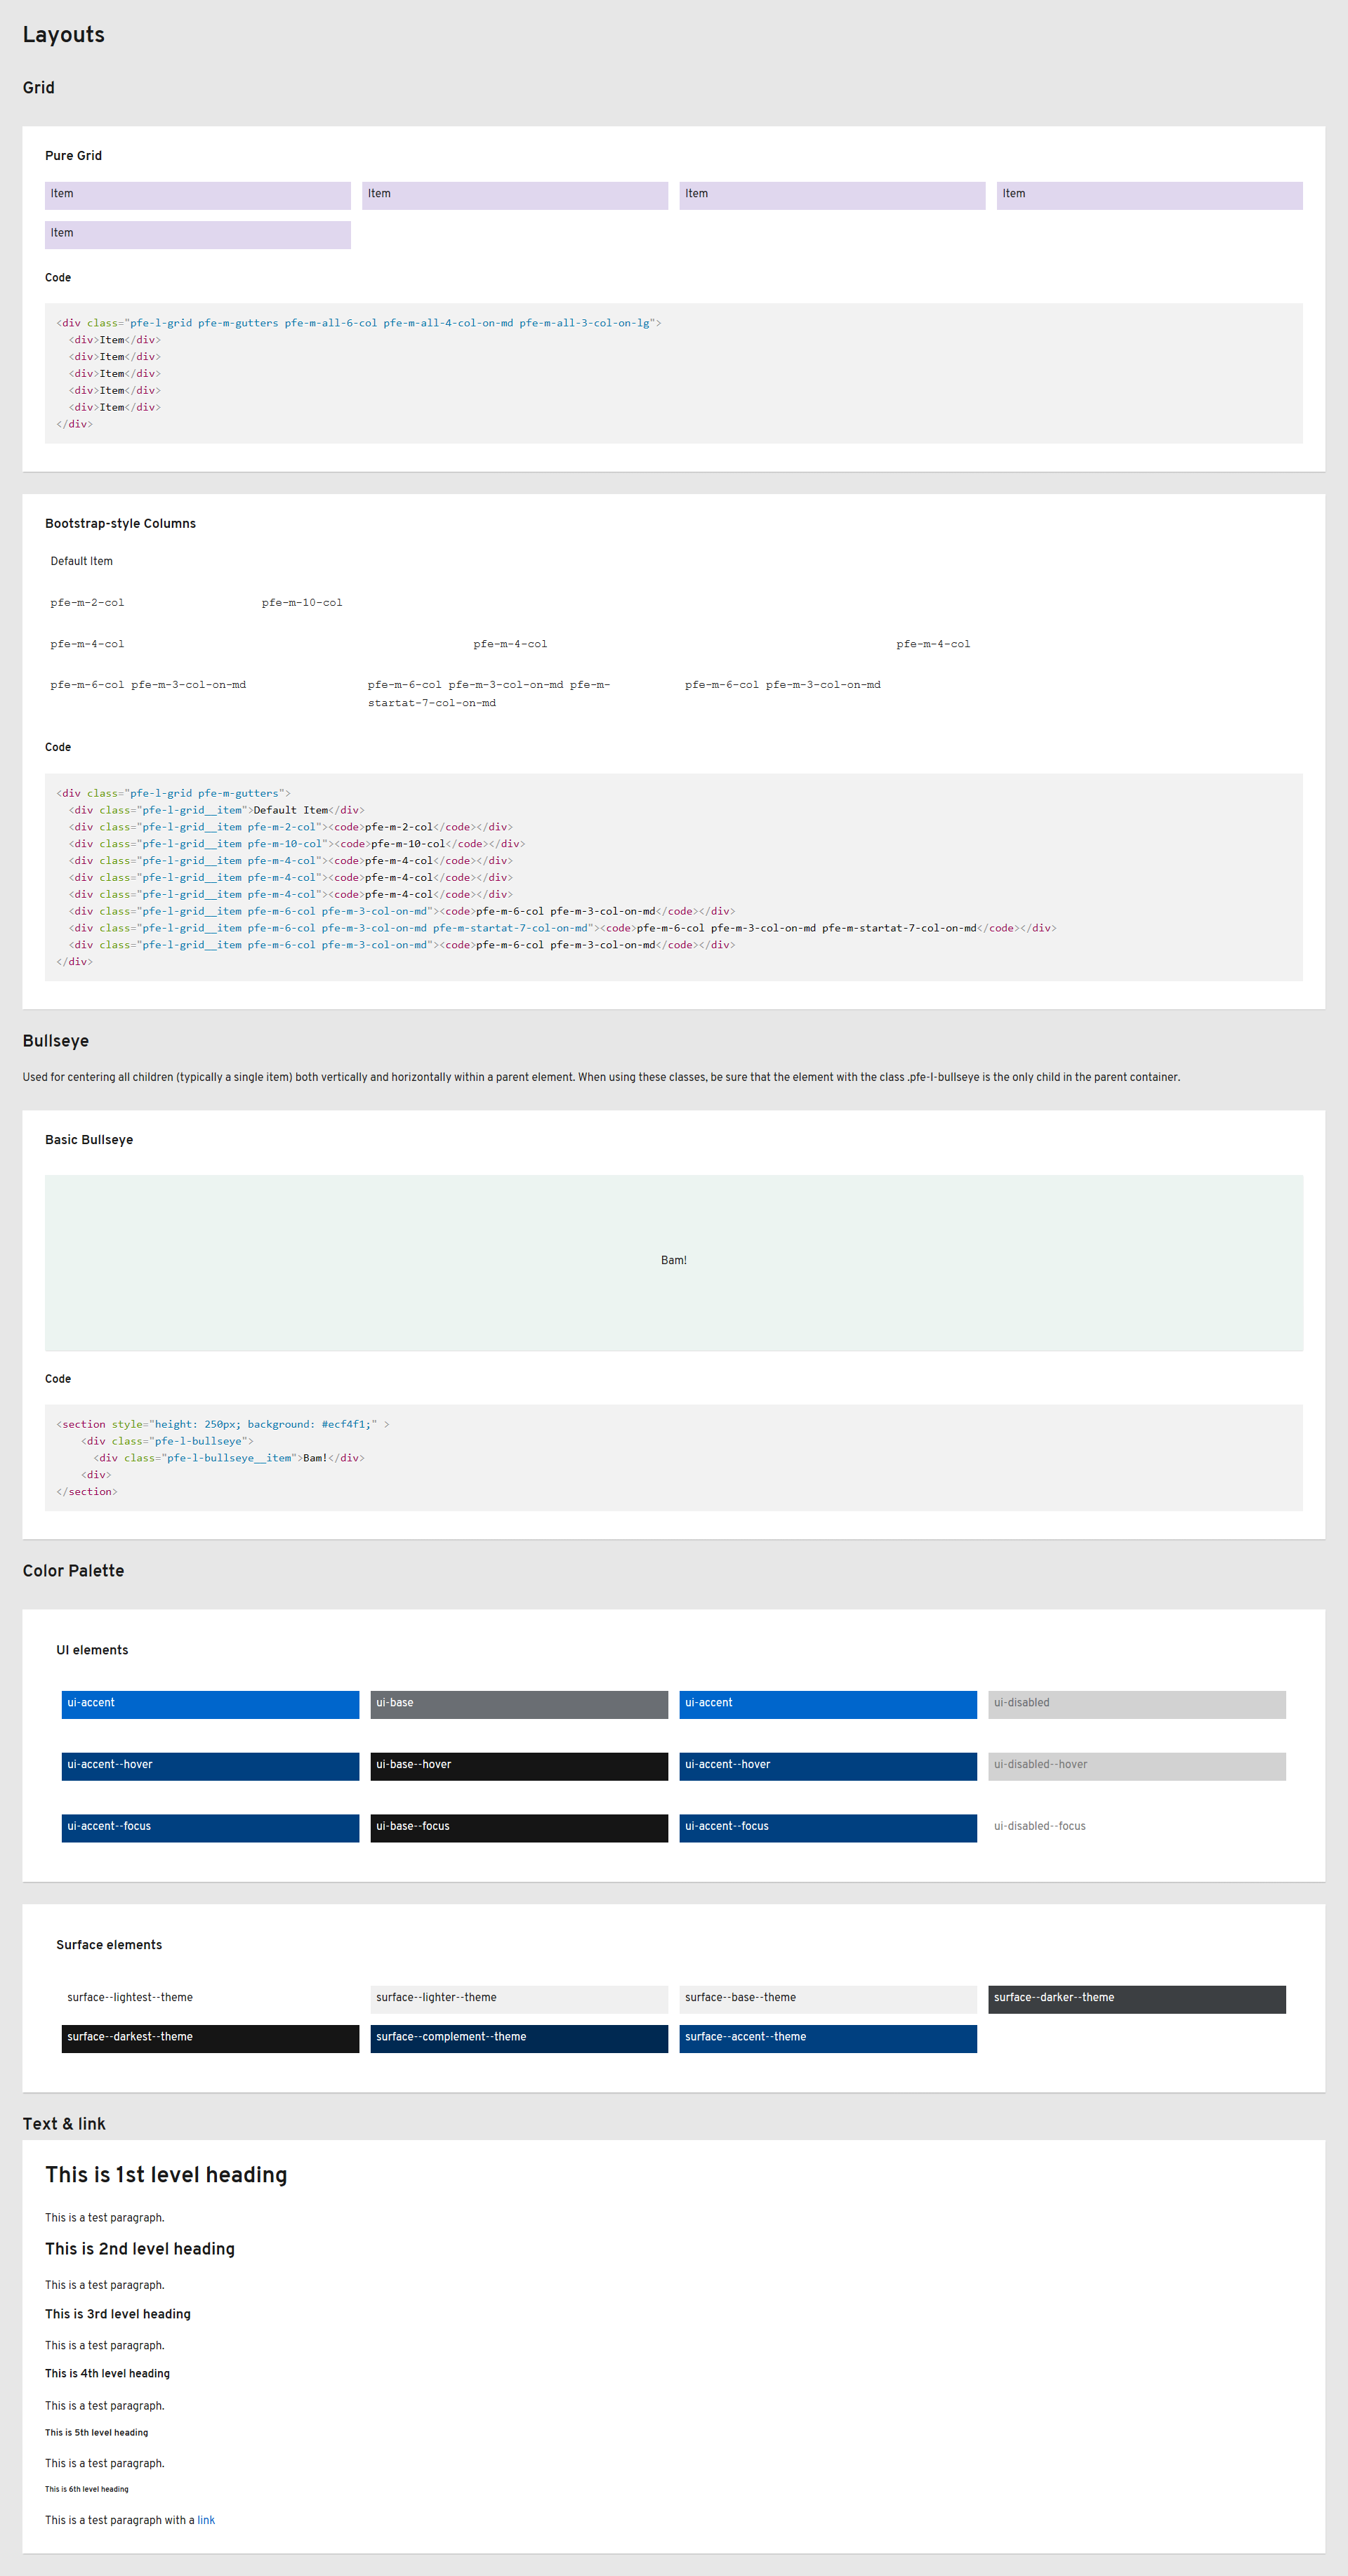 Layouts
Grid
Pure Grid
Item Item Item Item
Item
Code
<div class="pfe-l-grid pfe-m-gutters pfe-m-all-6-col pfe-m-all-4-col-on-md pfe-m-all-3-col-on-lg">
  <div>Item</div>
  <div>Item</div>
  <div>Item</div>
  <div>Item</div>
  <div>Item</div>
</div>
Bootstrap-style Columns
Default Item
pfe-m-2-col pfe-m-10-col
pfe-m-4-col pfe-m-4-col pfe-m-4-col
pfe-m-6-col pfe-m-3-col-on-md pfe-m-6-col pfe-m-3-col-on-md pfe-m- pfe-m-6-col pfe-m-3-col-on-md
startat-7-col-on-md
Code
<div class="pfe-l-grid pfe-m-gutters">
  <div class="pfe-l-grid__item">Default Item</div>
  <div class="pfe-l-grid__item pfe-m-2-col"><code>pfe-m-2-col</code></div>
  <div class="pfe-l-grid__item pfe-m-10-col"><code>pfe-m-10-col</code></div>
  <div class="pfe-l-grid__item pfe-m-4-col"><code>pfe-m-4-col</code></div>
  <div class="pfe-l-grid__item pfe-m-4-col"><code>pfe-m-4-col</code></div>
  <div class="pfe-l-grid__item pfe-m-4-col"><code>pfe-m-4-col</code></div>
  <div class="pfe-l-grid__item pfe-m-6-col pfe-m-3-col-on-md"><code>pfe-m-6-col pfe-m-3-col-on-md</code></div>
  <div class="pfe-l-grid__item pfe-m-6-col pfe-m-3-col-on-md pfe-m-startat-7-col-on-md"><code>pfe-m-6-col pfe-m-3-col-on-md pfe-m-startat-7-col-on-md</code></div>
  <div class="pfe-l-grid__item pfe-m-6-col pfe-m-3-col-on-md"><code>pfe-m-6-col pfe-m-3-col-on-md</code></div>
</div>
Bullseye
Used for centering all children (typically a single item) both vertically and horizontally within a parent element. When using these classes, be sure that the element with the class .pfe-l-bullseye is the only child in the parent container.
Basic Bullseye
Bam!
Code
<section style="height: 250px; background: #ecf4f1;" >
    <div class="pfe-l-bullseye">
      <div class="pfe-l-bullseye__item">Bam!</div>
    <div>
</section>
Color Palette
UI elements
ui-accent ui-base ui-accent ui-disabled
ui-accent--hover ui-base--hover ui-accent--hover ui-disabled--hover
ui-accent--focus ui-base--focus ui-accent--focus ui-disabled--focus
Surface elements
surface--lightest--theme surface--lighter--theme surface--base--theme surface--darker--theme
surface--darkest--theme surface--complement--theme surface--accent--theme
Text & link
This is 1st level heading
This is a test paragraph.
This is 2nd level heading
This is a test paragraph.
This is 3rd level heading
This is a test paragraph.
This is 4th level heading
This is a test paragraph.
This is 5th level heading
This is a test paragraph.
This is 6th level heading
This is a test paragraph with a link